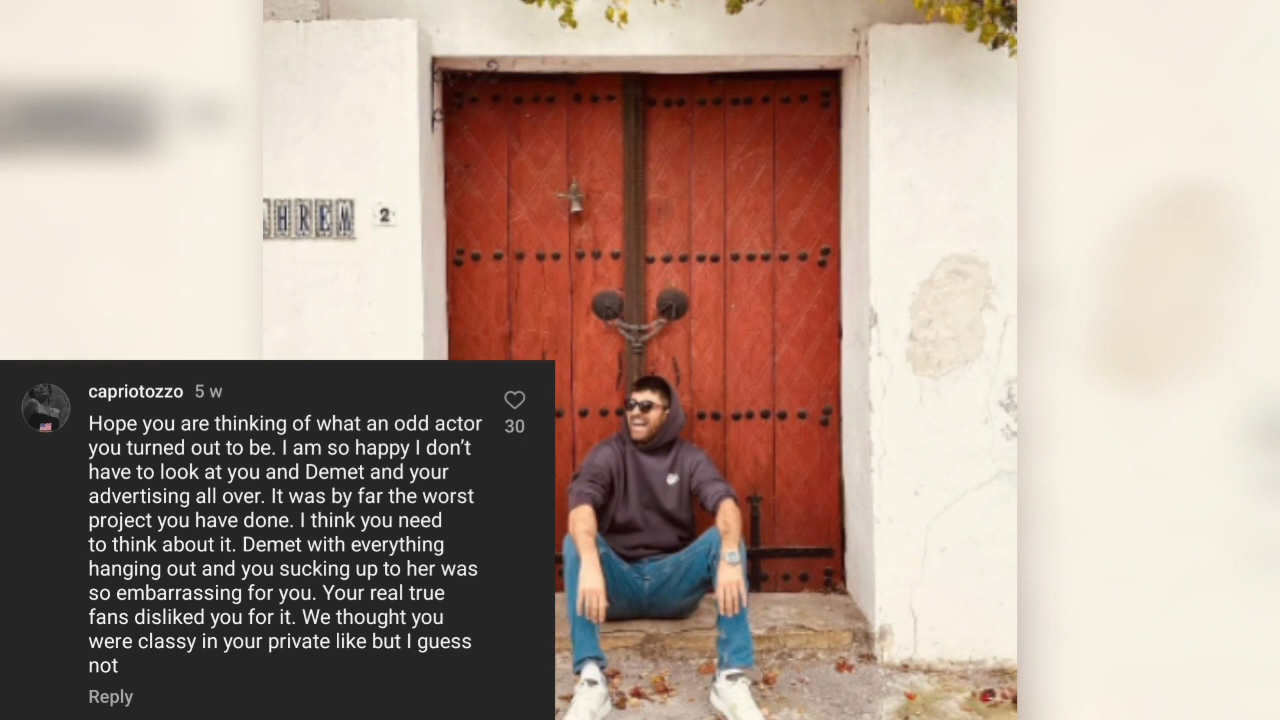 HREM
2
capriotozzo 5 w
Hope you are thinking of what an odd actor
you turned out to be. I am so happy I don't
have to look at you and Demet and your
advertising all over. It was by far the worst
project you have done. I think you need
to think about it. Demet with everything
hanging out and you sucking up to her was
so embarrassing for you. Your real true
fans disliked you for it. We thought you
were classy in your private like but I guess
not
30
Reply